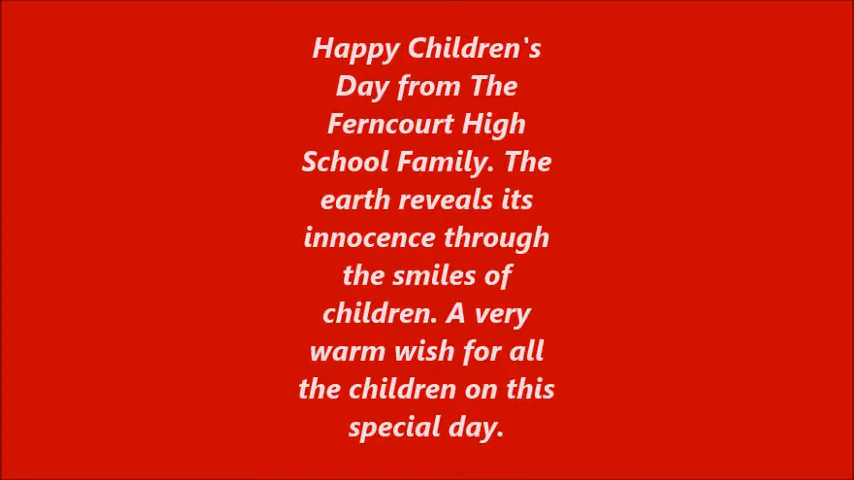 Happy Children's
Day from The
Ferncourt High
School Family. The
earth reveals its
innocence through
the smiles of
children. A very
warm wish for all
the children on this
special day.